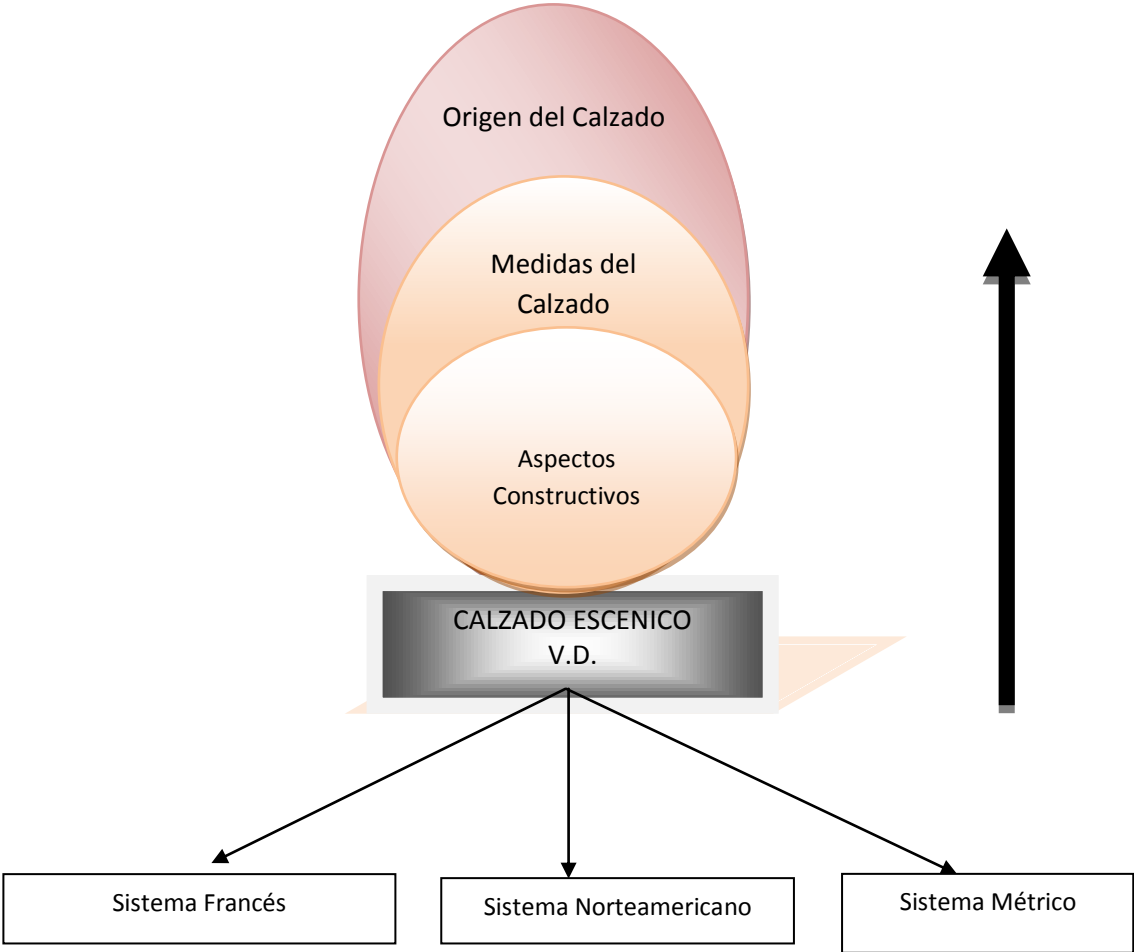 Origen del Calzado
Medidas del
Calzado
Aspectos
Constructivos
CALZADO ESCENICO
V.D.
Sistema Francés
Sistema Norteamericano
Sistema Métrico